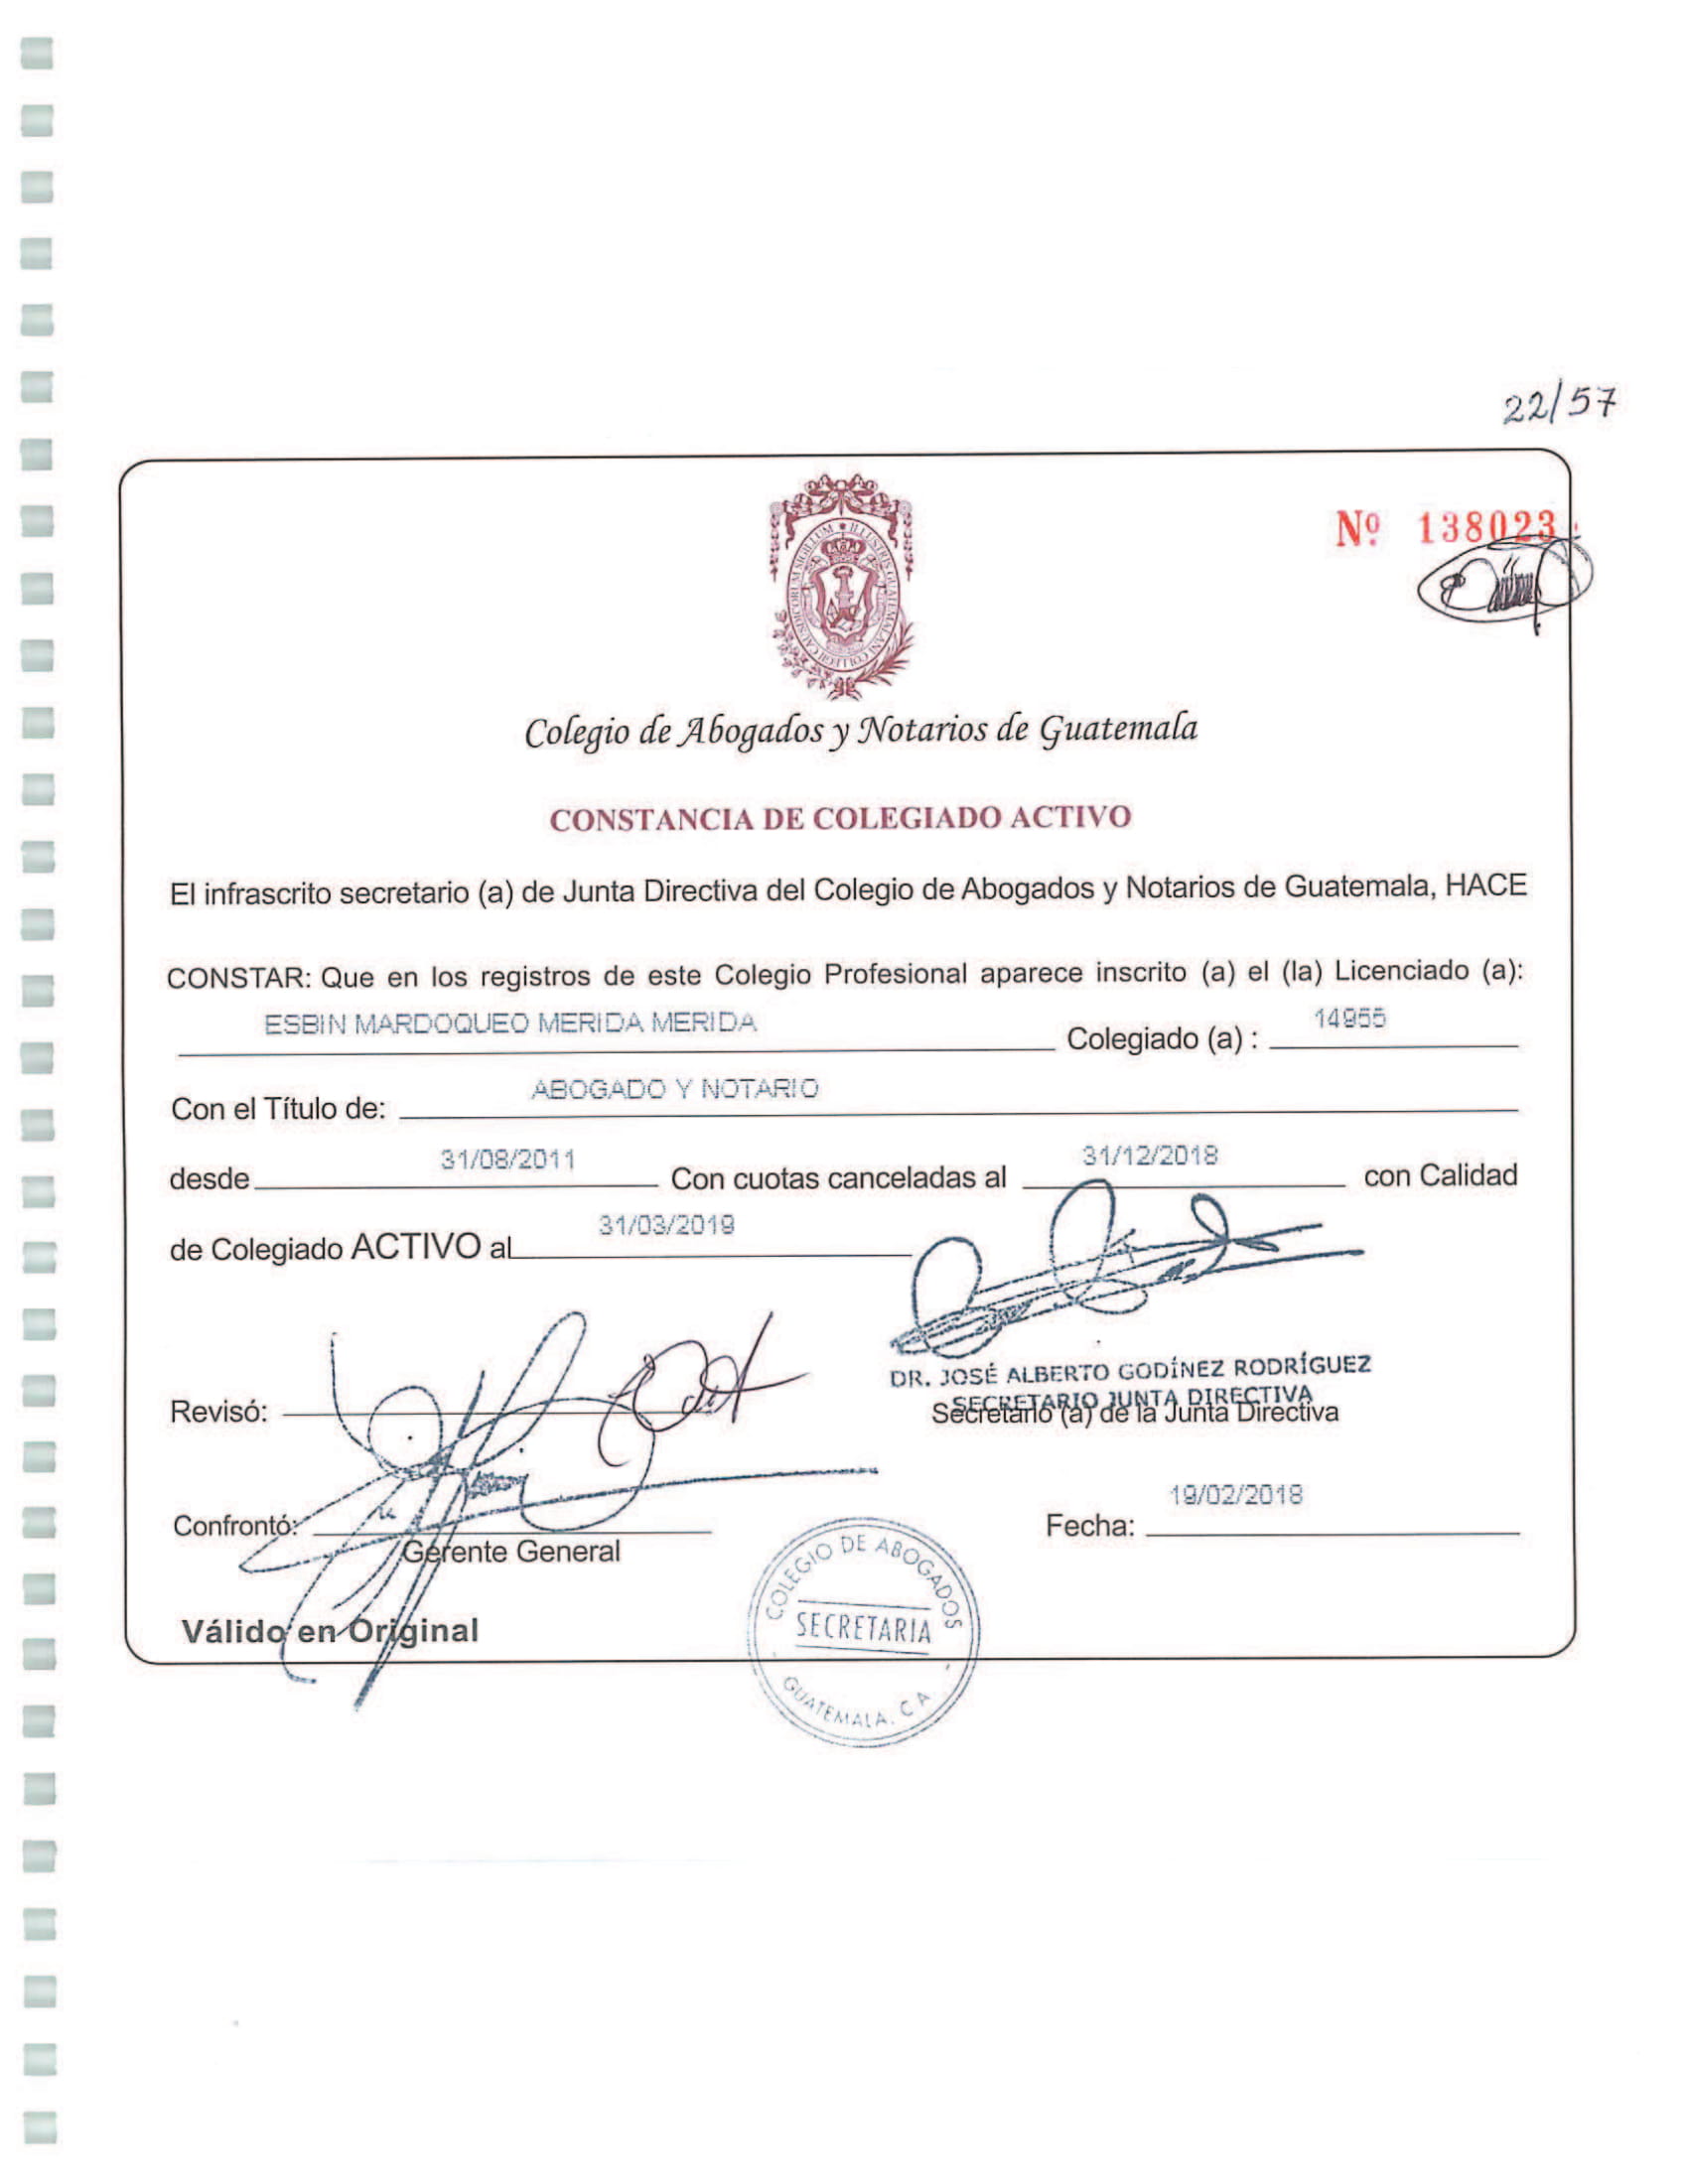 22/57
Nº 138023
ILLUSTRIS GUATEMALANI COLLEGII CAUSIDICORUM SIGILLUM
Colegio de Abogados y Notarios de Guatemala
CONSTANCIA DE COLEGIADO ACTIVO
El infrascrito secretario (a) de Junta Directiva del Colegio de Abogados y Notarios de Guatemala, HACE
CONSTAR: Que en los registros de este Colegio Profesional aparece inscrito (a) el (la) Licenciado (a):
ESBIN MARDOQUEO MERIDA MERIDA Colegiado (a) : 14955
Con el Título de: ABOGADO Y NOTARIO
desde 31/08/2011 Con cuotas canceladas al 31/12/2018 con Calidad
de Colegiado ACTIVO al 31/03/2019
DR. JOSÉ ALBERTO GODÍNEZ RODRÍGUEZ
SECRETARIO JUNTA DIRECTIVA
Revisó: Secretario (a) de la Junta Directiva
Confrontó: Fecha: 19/02/2018
Gerente General
Válido en Original
COLEGIO DE ABOGADOS
SECRETARIA
GUATEMALA, C.A.